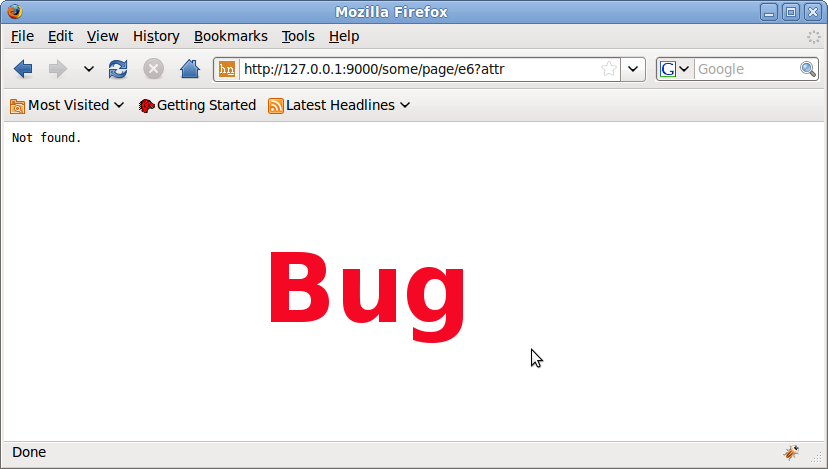 Mozilla Firefox
File Edit View History Bookmarks Tools Help
hn http://127.0.0.1:9000/some/page/e6?attr G Google
Most Visited Getting Started Latest Headlines
Not found.
Bug
Done